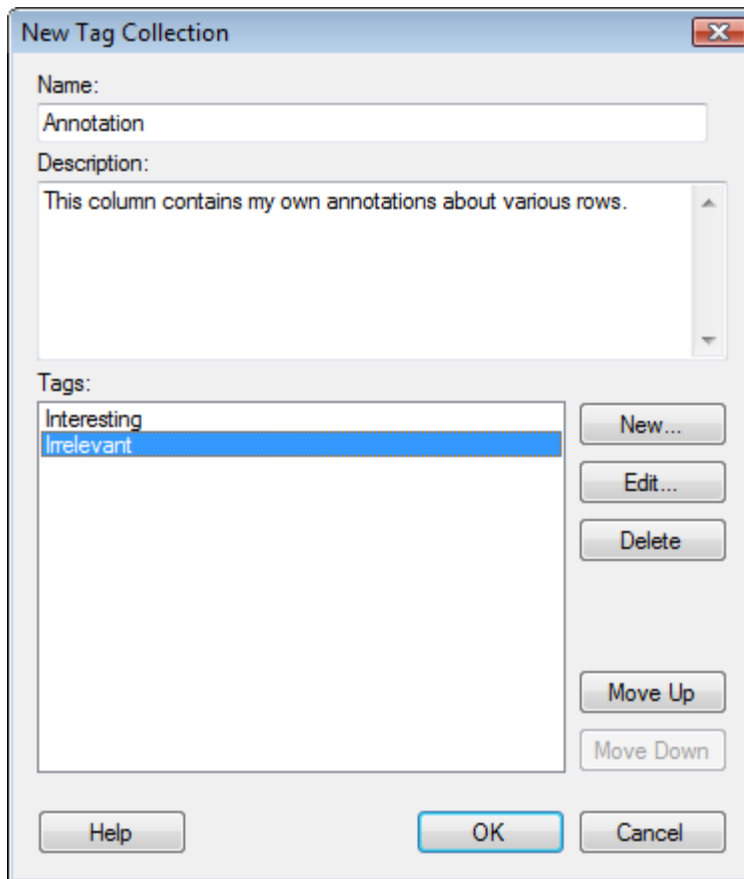 New Tag Collection
Name:
Annotation
Description:
This column contains my own annotations about various rows.
Tags:
Interesting
Irrelevant
New...
Edit...
Delete
Move Up
Move Down
Help
OK
Cancel